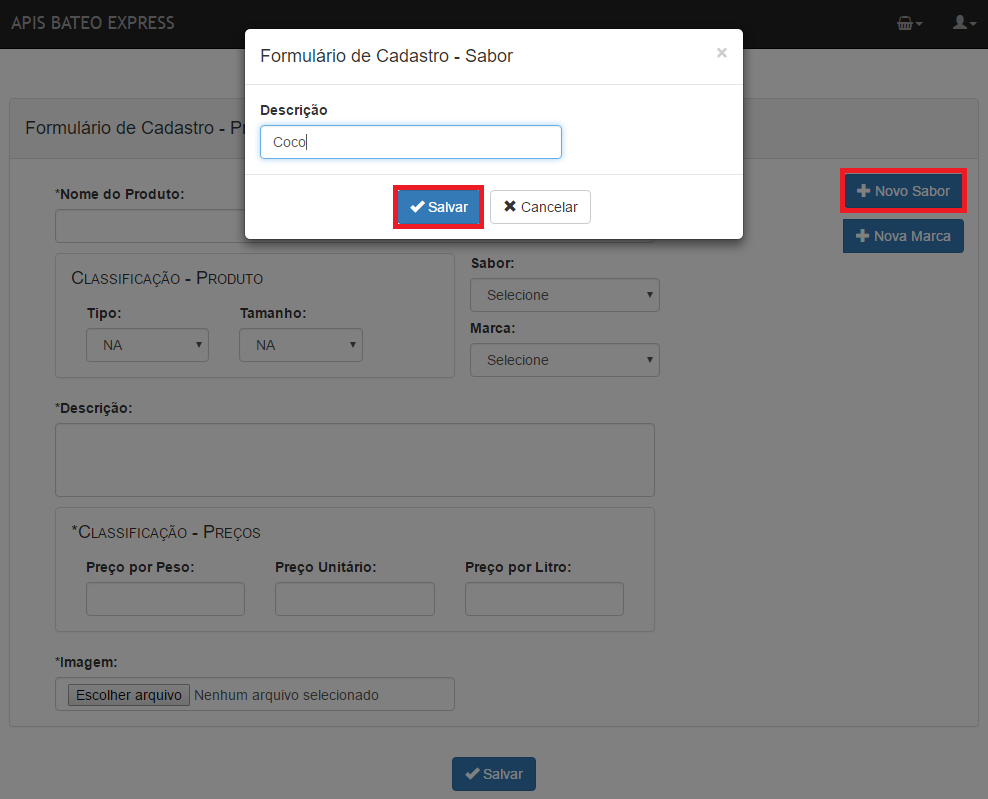 APIS BATEO EXPRESS
Formulário de Cadastro - Sabor
×
Descrição
Coco
Salvar
Cancelar
Formulário de Cadastro - Pr
*Nome do Produto:
Novo Sabor
Nova Marca
Classificação - Produto
Tipo:
Tamanho:
NA
NA
Sabor:
Selecione
Marca:
Selecione
*Descrição:
*Classificação - Preços
Preço por Peso:
Preço Unitário:
Preço por Litro:
*Imagem:
Escolher arquivo Nenhum arquivo selecionado
Salvar